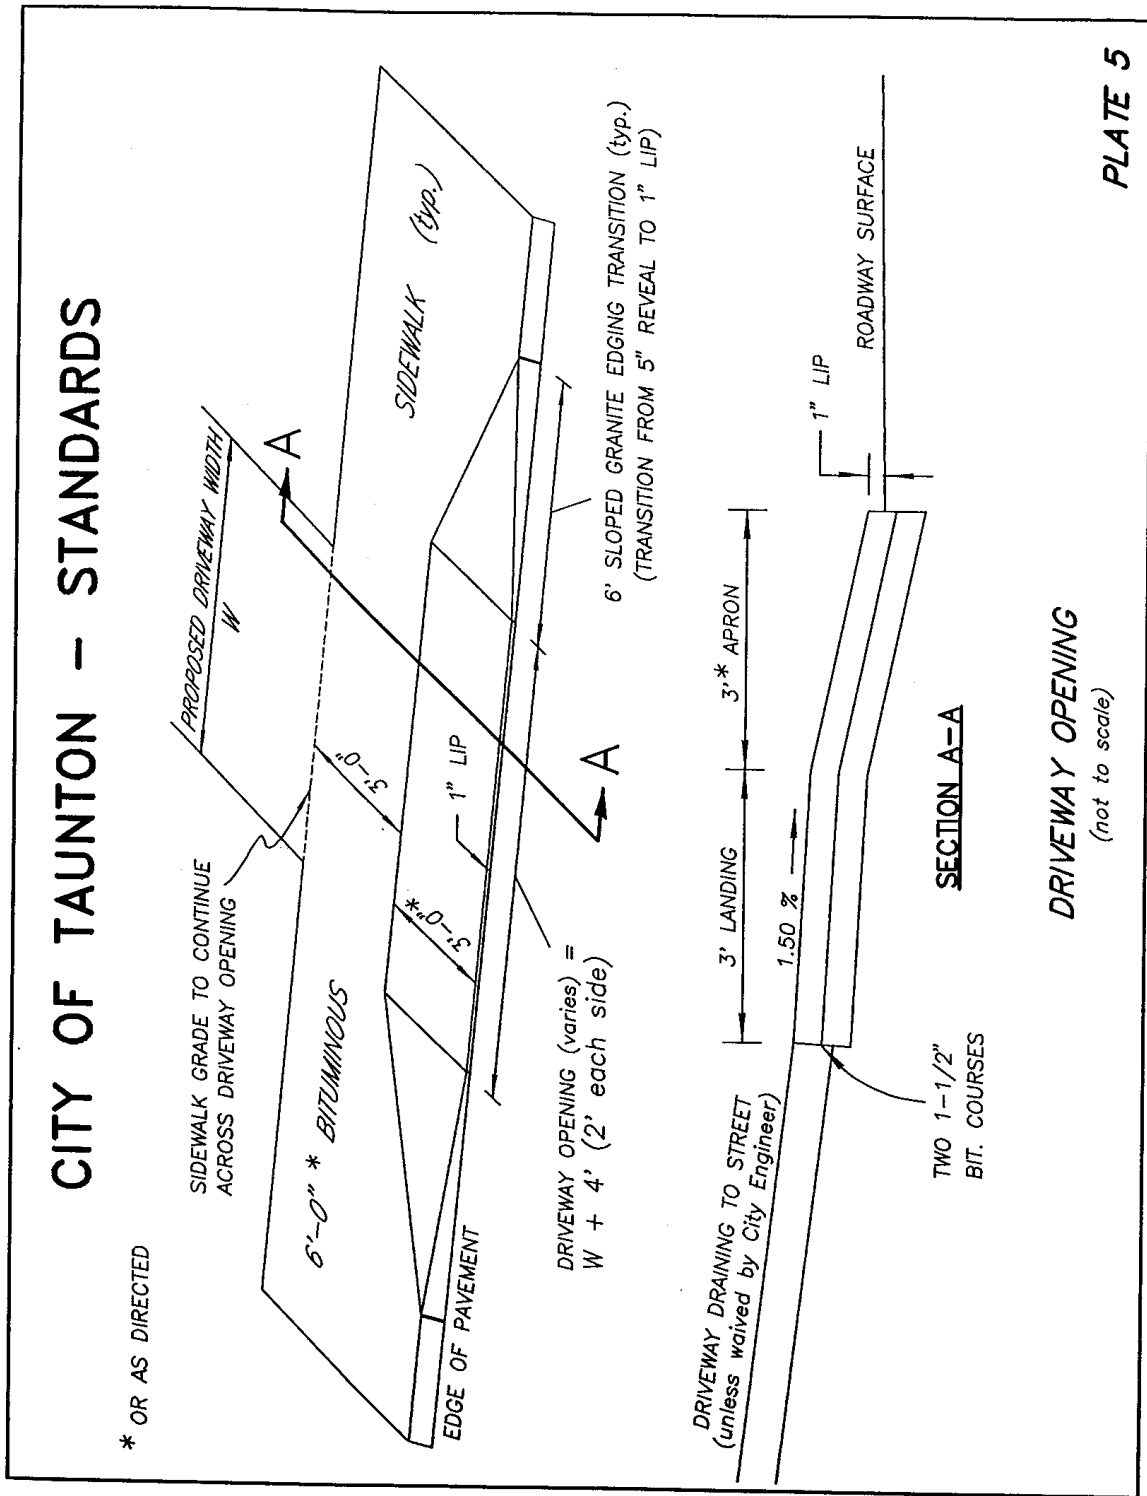 CITY OF TAUNTON – STANDARDS
* OR AS DIRECTED
SIDEWALK GRADE TO CONTINUE
ACROSS DRIVEWAY OPENING
PROPOSED DRIVEWAY WIDTH
W
A
6'-0" * BITUMINOUS
3'-0"
SIDEWALK (typ.)
3'-0"*
1" LIP
A
EDGE OF PAVEMENT
DRIVEWAY OPENING (varies) =
W + 4' (2' each side)
6' SLOPED GRANITE EDGING TRANSITION (typ.)
(TRANSITION FROM 5" REVEAL TO 1" LIP)
DRIVEWAY DRAINING TO STREET
(unless waived by City Engineer)
3' LANDING
3'* APRON
1.50 %
1" LIP
ROADWAY SURFACE
TWO 1-1/2"
BIT. COURSES
SECTION A-A
DRIVEWAY OPENING
(not to scale)
PLATE 5